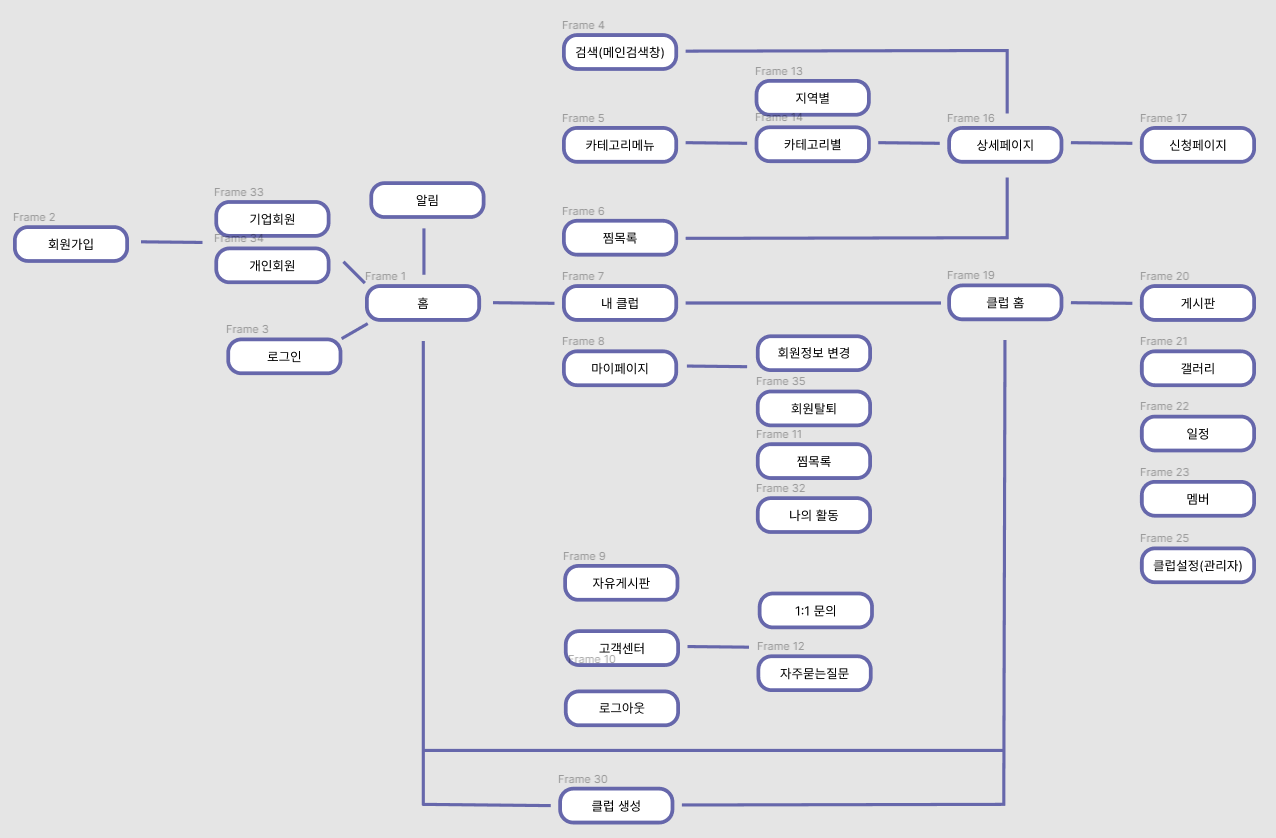 Frame 4
검색(메인검색창)
Frame 13
지역별
Frame 5
카테고리메뉴
Frame 14
카테고리별
Frame 16
상세페이지
Frame 17
신청페이지
Frame 33
기업회원
알림
Frame 2
회원가입
Frame 34
개인회원
Frame 6
찜목록
Frame 1
홈
Frame 7
내 클럽
Frame 19
클럽 홈
Frame 20
게시판
Frame 3
로그인
Frame 8
마이페이지
회원정보 변경
Frame 21
갤러리
Frame 35
회원탈퇴
Frame 22
일정
Frame 11
찜목록
Frame 23
멤버
Frame 32
나의 활동
Frame 25
클럽설정(관리자)
Frame 9
자유게시판
1:1 문의
고객센터
Frame 10
Frame 12
자주묻는질문
로그아웃
Frame 30
클럽 생성